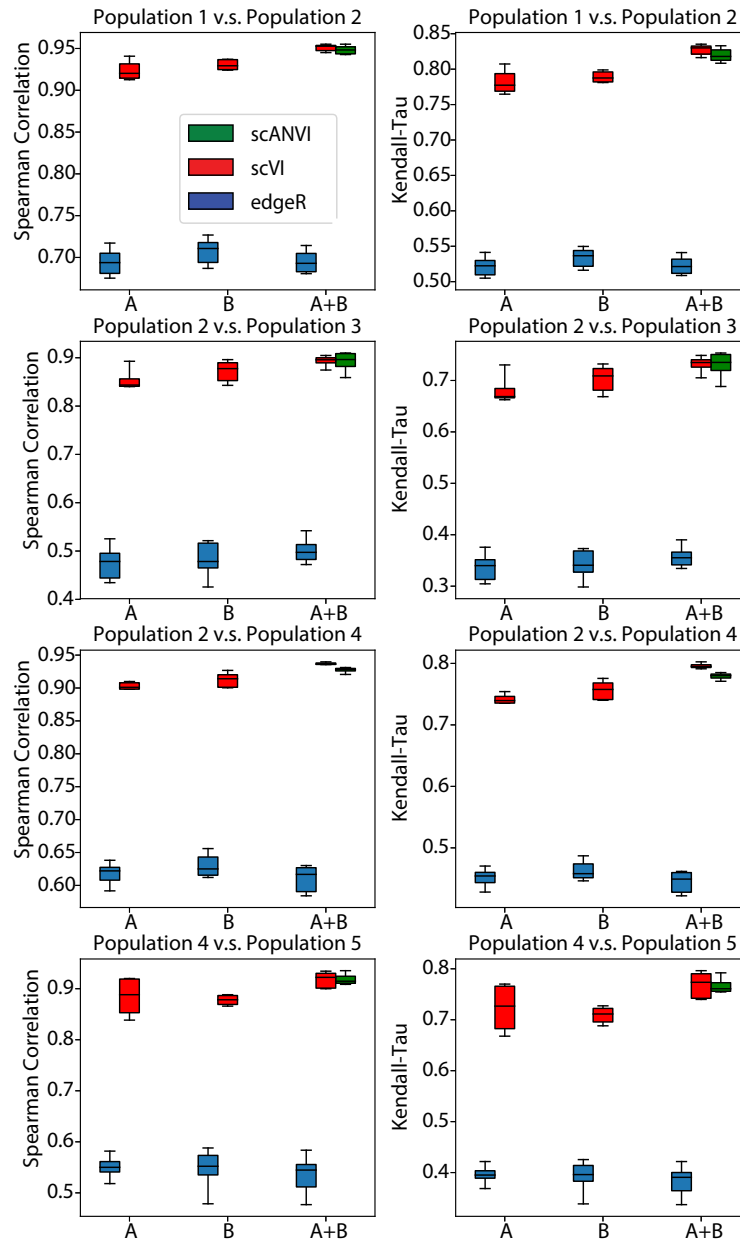 Population 1 v.s. Population 2
Spearman Correlation
0.95
0.90
0.85
0.80
0.75
0.70
scANVI
scVI
edgeR
A
B
A+B
Population 1 v.s. Population 2
Kendall-Tau
0.85
0.80
0.75
0.70
0.65
0.60
0.55
0.50
A
B
A+B
Population 2 v.s. Population 3
Spearman Correlation
0.9
0.8
0.7
0.6
0.5
0.4
A
B
A+B
Population 2 v.s. Population 3
Kendall-Tau
0.7
0.6
0.5
0.4
0.3
A
B
A+B
Population 2 v.s. Population 4
Spearman Correlation
0.95
0.90
0.85
0.80
0.75
0.70
0.65
0.60
A
B
A+B
Population 2 v.s. Population 4
Kendall-Tau
0.8
0.7
0.6
0.5
A
B
A+B
Population 4 v.s. Population 5
Spearman Correlation
0.9
0.8
0.7
0.6
0.5
A
B
A+B
Population 4 v.s. Population 5
Kendall-Tau
0.8
0.7
0.6
0.5
0.4
A
B
A+B